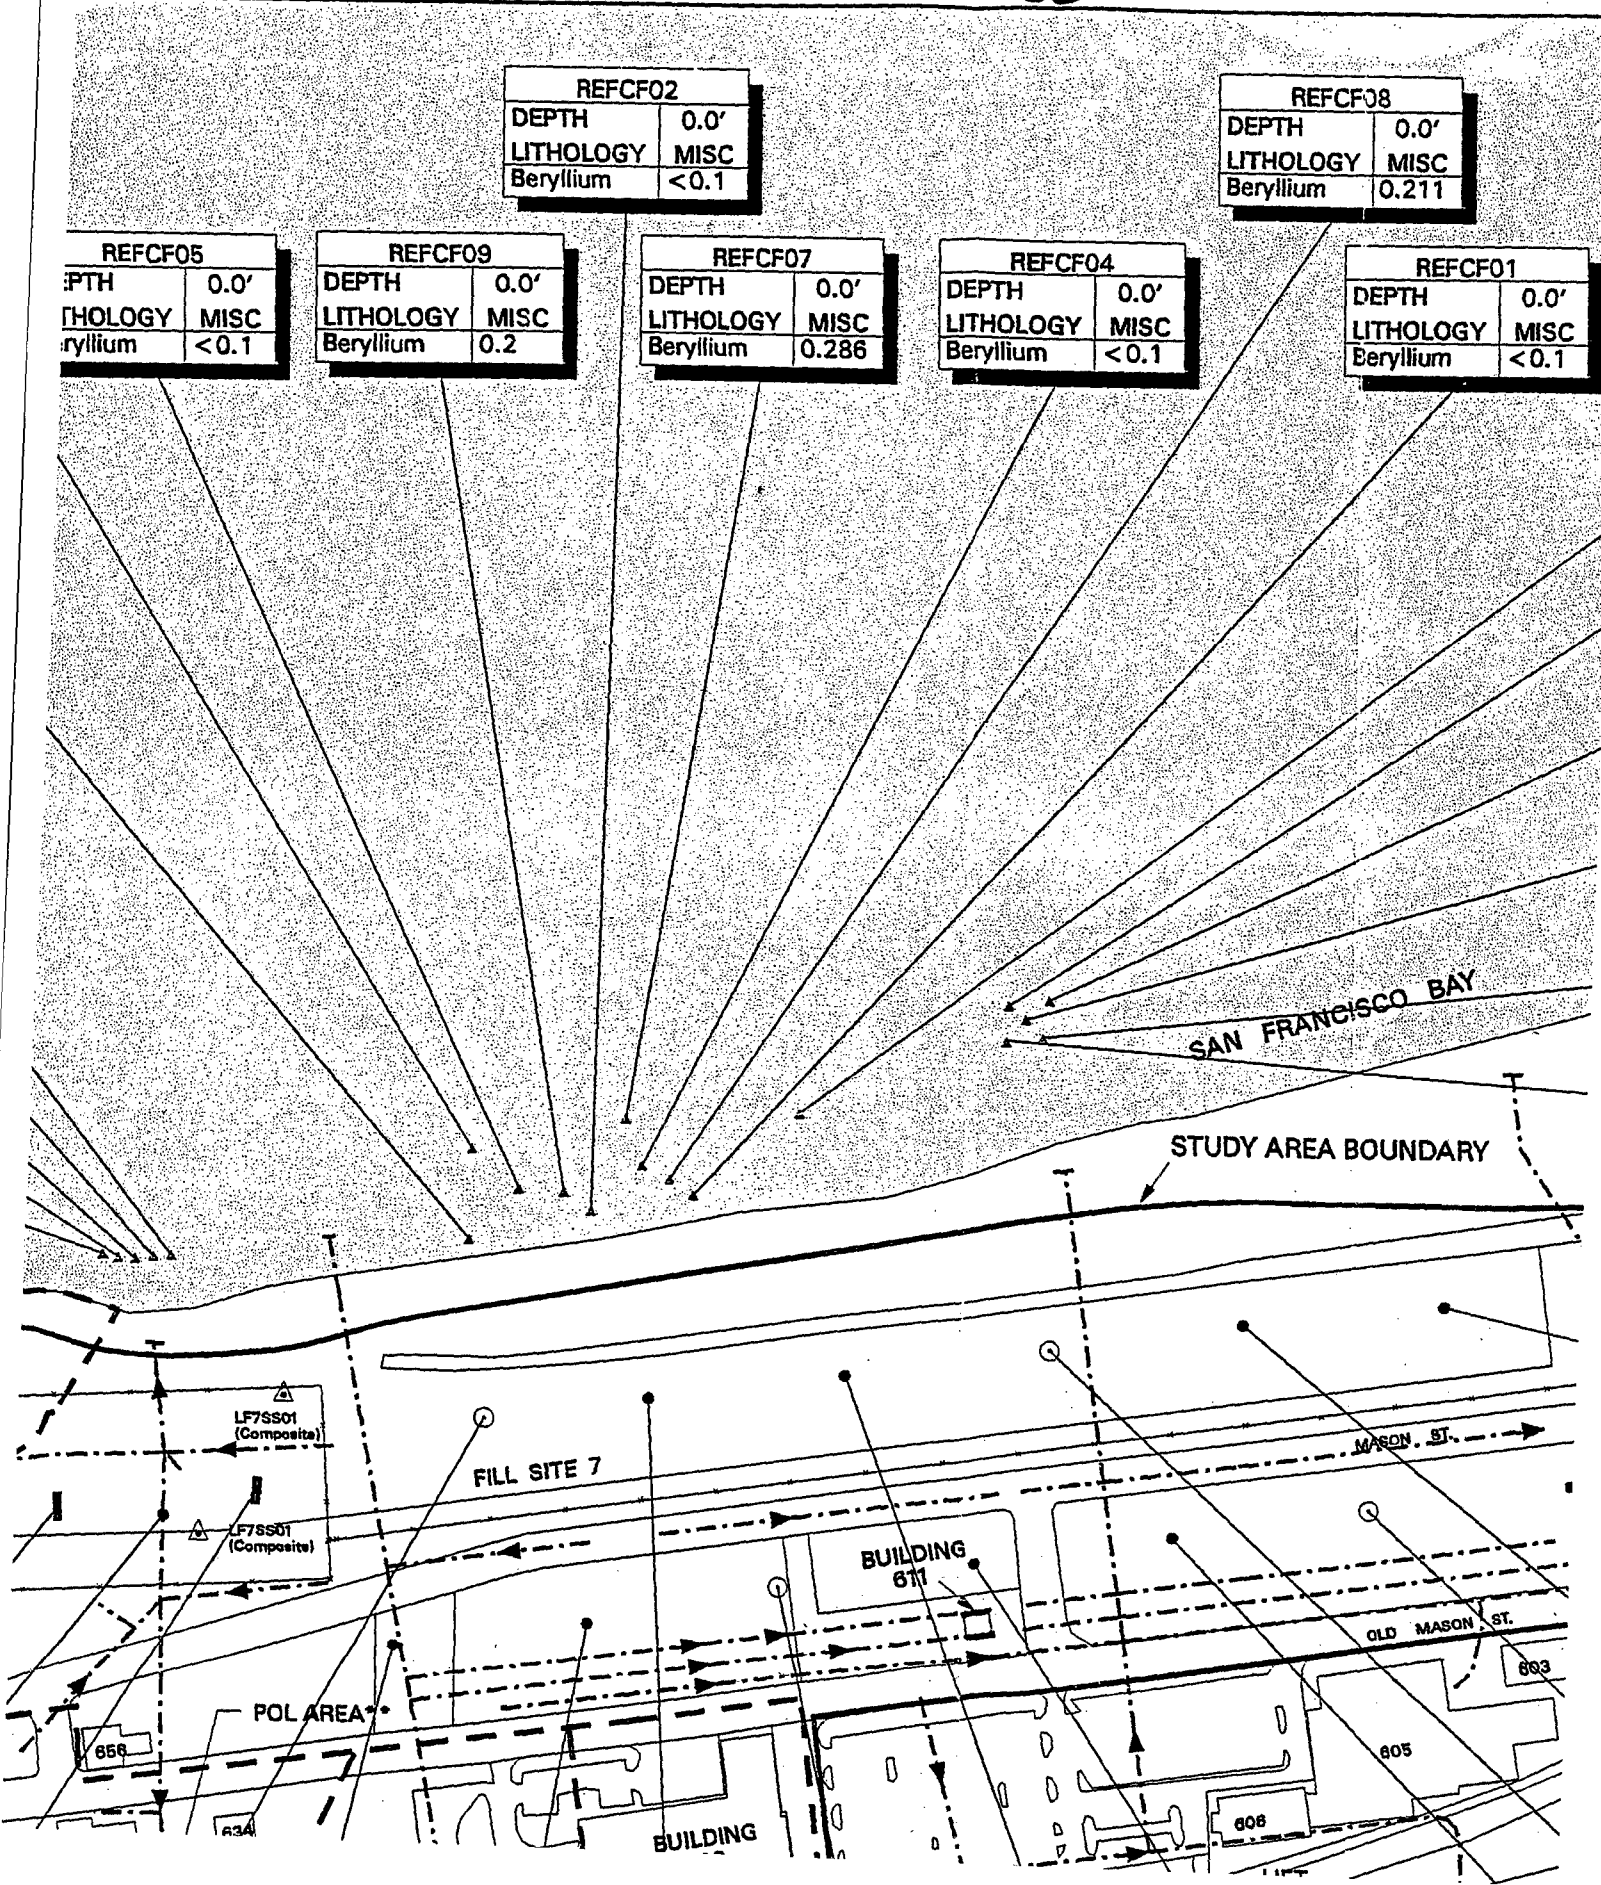 REFCF02
DEPTH 0.0'
LITHOLOGY MISC
Beryllium <0.1
REFCF08
DEPTH 0.0'
LITHOLOGY MISC
Beryllium 0.211
REFCF05
EPTH 0.0'
THOLOGY MISC
ryllium <0.1
REFCF09
DEPTH 0.0'
LITHOLOGY MISC
Beryllium 0.2
REFCF07
DEPTH 0.0'
LITHOLOGY MISC
Beryllium 0.286
REFCF04
DEPTH 0.0'
LITHOLOGY MISC
Beryllium <0.1
REFCF01
DEPTH 0.0'
LITHOLOGY MISC
Beryllium <0.1
SAN FRANCISCO BAY
STUDY AREA BOUNDARY
LF7SS01
(Composite)
FILL SITE 7
MASON ST.
LF7SS01
(Composite)
BUILDING
611
OLD MASON ST.
603
POL AREA**
656
605
634
606
BUILDING